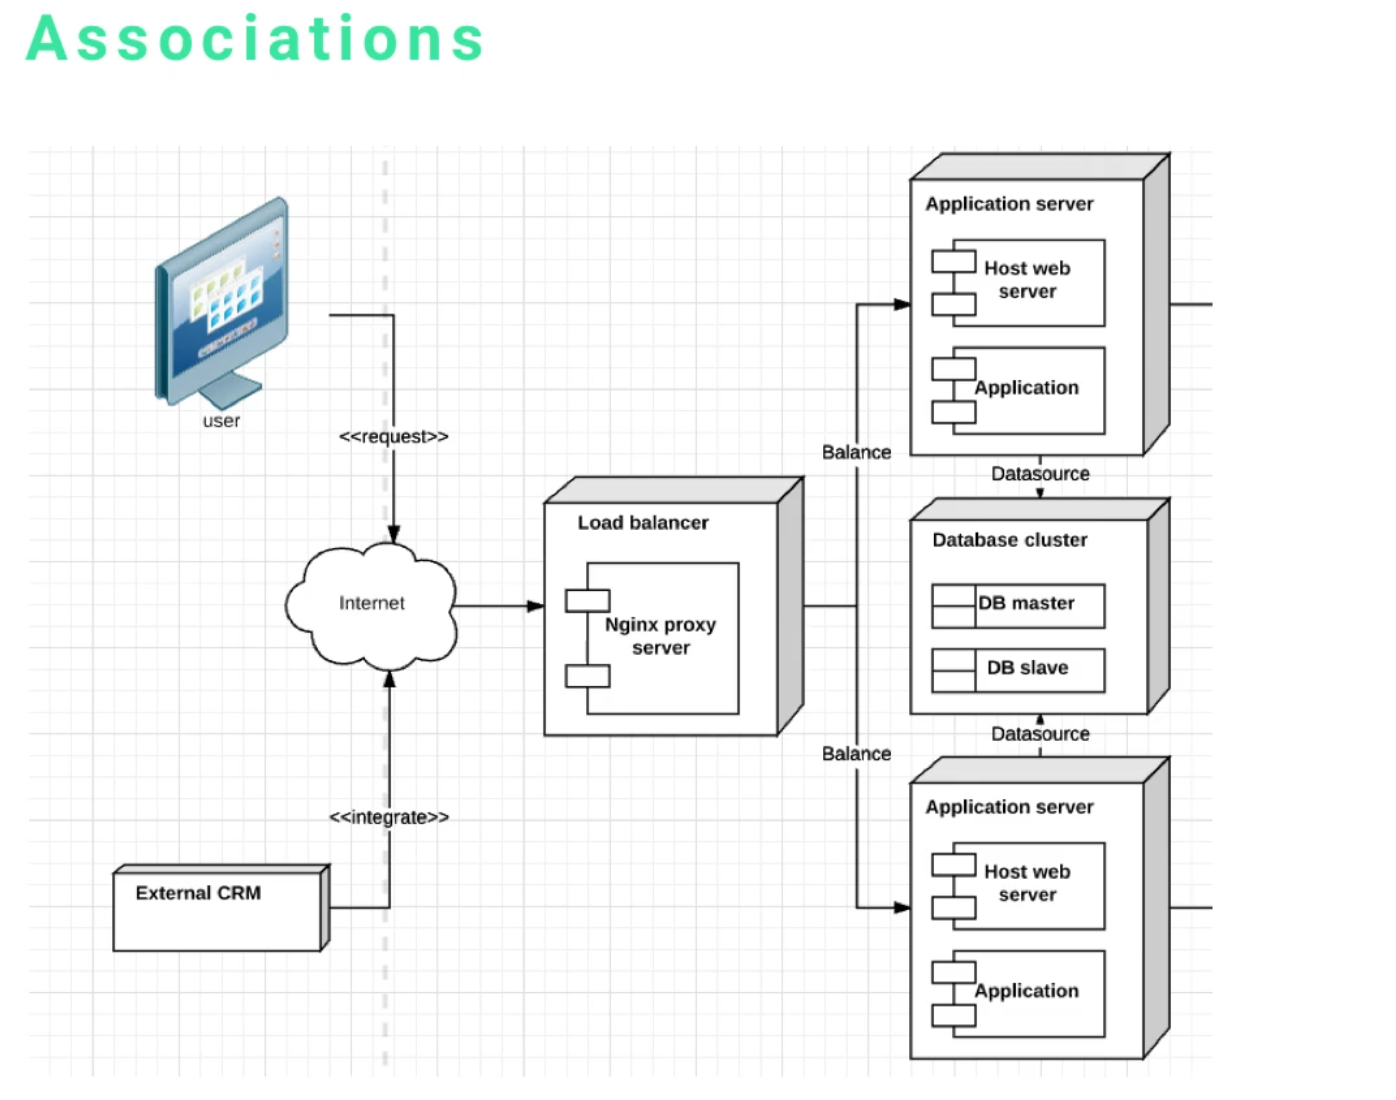 Associations
user
<<request>>
Internet
<<integrate>>
External CRM
Load balancer
Nginx proxy
server
Balance
Balance
Application server
Host web
server
Application
Datasource
Database cluster
DB master
DB slave
Datasource
Application server
Host web
server
Application